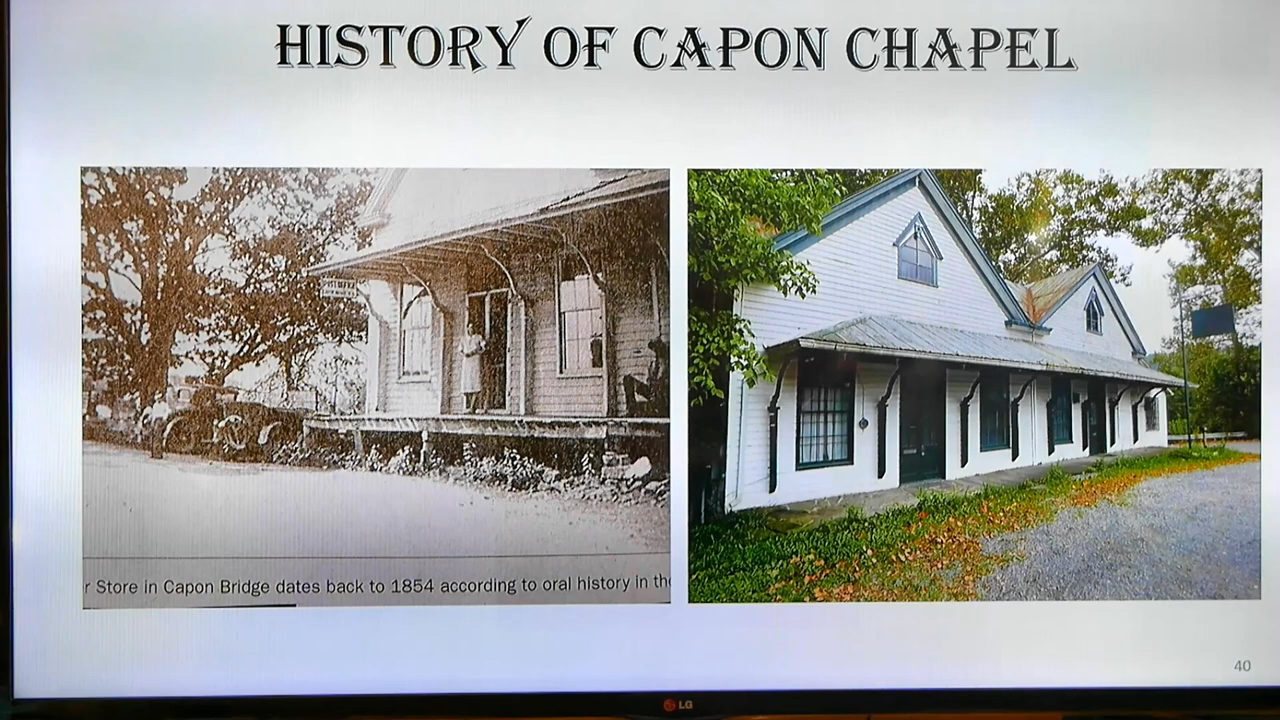 HISTORY OF CAPON CHAPEL
r Store in Capon Bridge dates back to 1854 according to oral history in the
40
LG